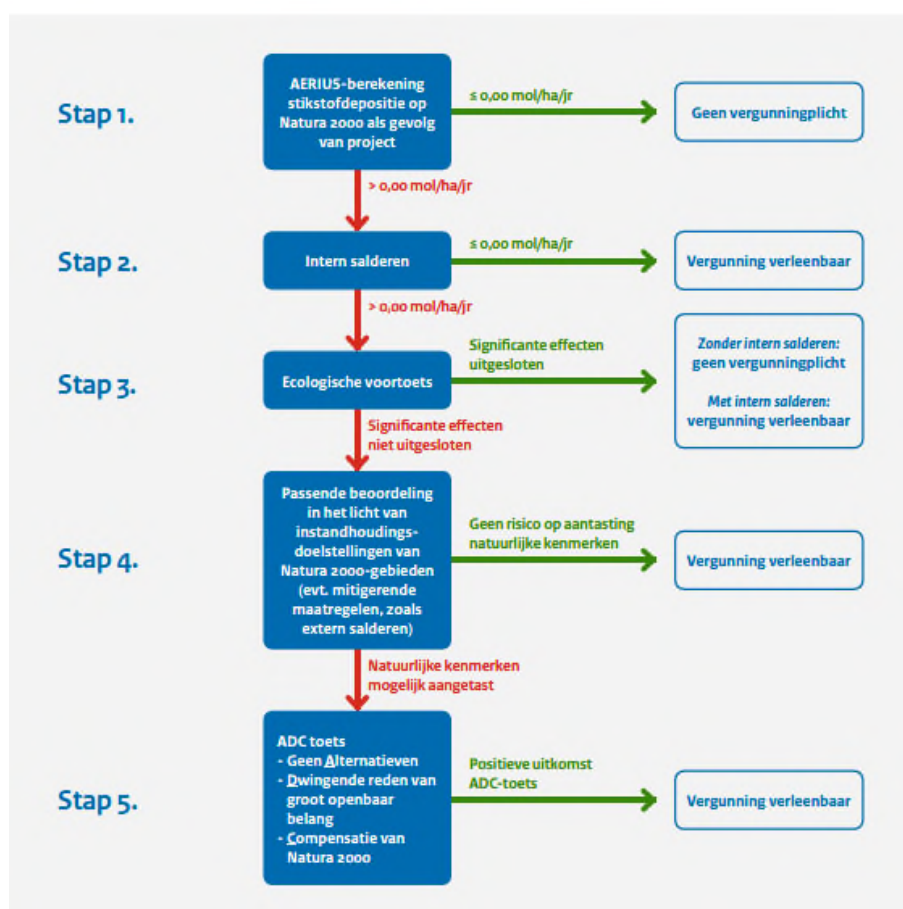 Stap 1.
AERIUS-berekening
stikstofdepositie op
Natura 2000 als gevolg
van project
≤ 0,00 mol/ha/jr
Geen vergunningplicht
> 0,00 mol/ha/jr
Stap 2.
Intern salderen
≤ 0,00 mol/ha/jr
Vergunning verleenbaar
> 0,00 mol/ha/jr
Stap 3.
Ecologische voortoets
Significante effecten
uitgesloten
Zonder intern salderen:
geen vergunningplicht
Met intern salderen:
vergunning verleenbaar
Significante effecten
niet uitgesloten
Stap 4.
Passende beoordeling
in het licht van
instandhoudings-
doelstellingen van
Natura 2000-gebieden
(evt. mitigerende
maatregelen, zoals
extern salderen)
Geen risico op aantasting
natuurlijke kenmerken
Vergunning verleenbaar
Natuurlijke kenmerken
mogelijk aangetast
Stap 5.
ADC toets
- Geen Alternatieven
- Dwingende reden van
groot openbaar
belang
- Compensatie van
Natura 2000
Positieve uitkomst
ADC-toets
Vergunning verleenbaar